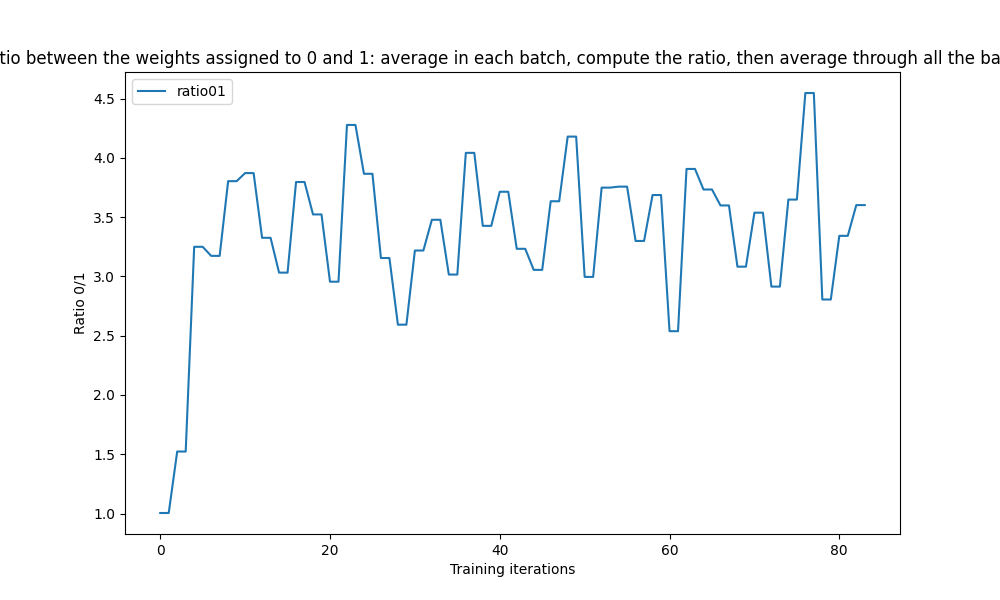 tio between the weights assigned to 0 and 1: average in each batch, compute the ratio, then average through all the ba
ratio01
4.5
4.0
3.5
3.0
2.5
2.0
1.5
1.0
Ratio 0/1
0 20 40 60 80
Training iterations